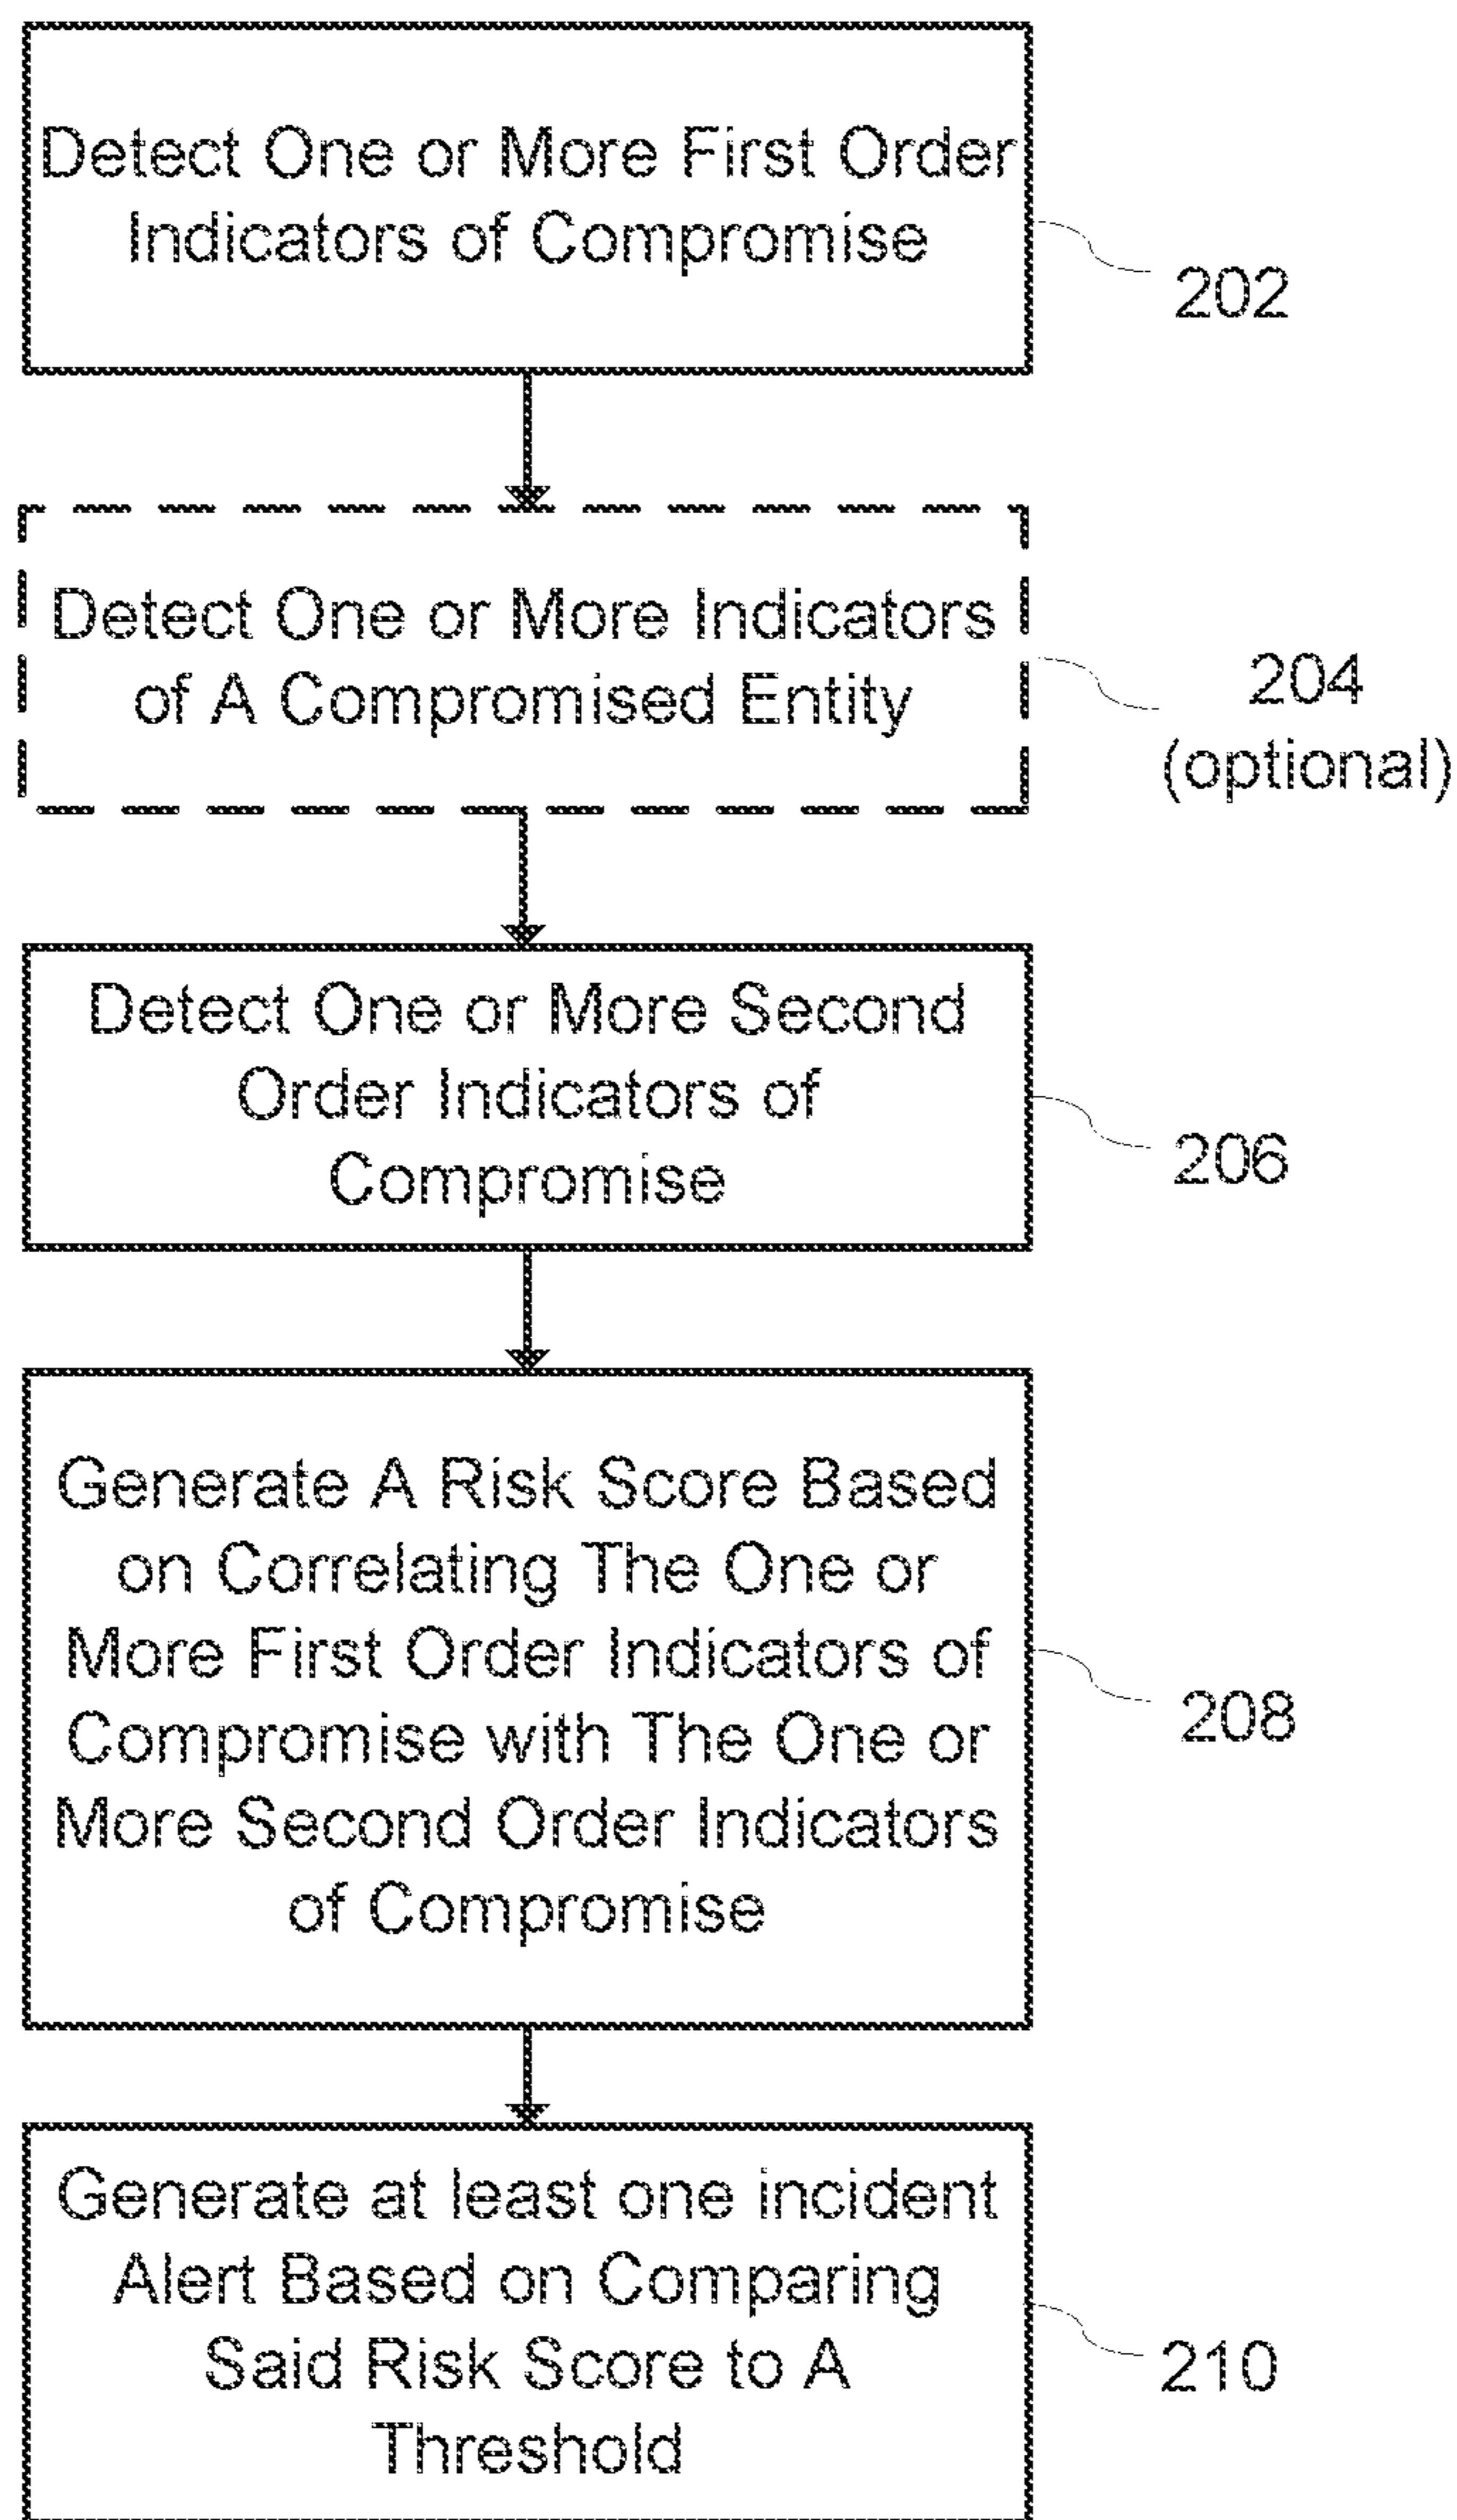 Detect One or More First Order
Indicators of Compromise
202
Detect One or More Indicators
of A Compromised Entity
204
(optional)
Detect One or More Second
Order Indicators of
Compromise
206
Generate A Risk Score Based
on Correlating The One or
More First Order Indicators of
Compromise with The One or
More Second Order Indicators
of Compromise
208
Generate at least one incident
Alert Based on Comparing
Said Risk Score to A
Threshold
210